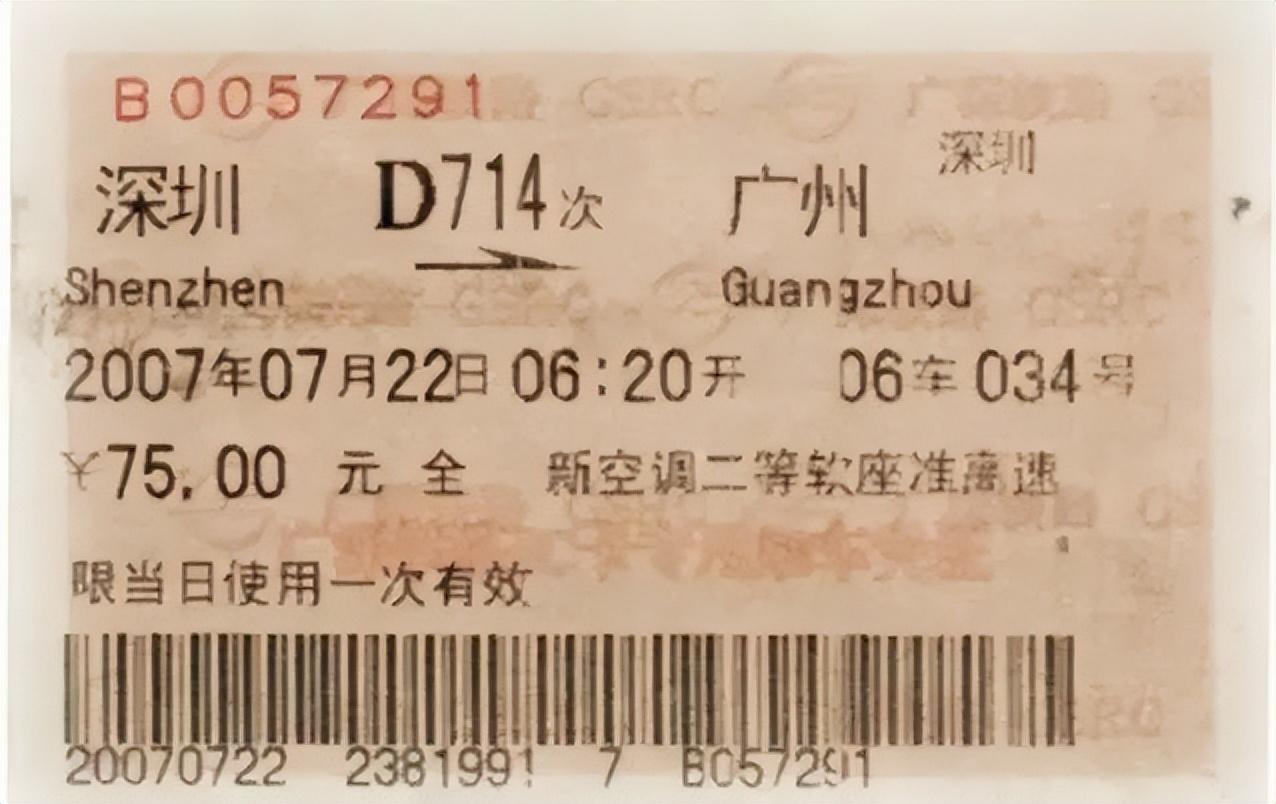 B0057291
深圳
深圳 D714次 广州
Shenzhen Guangzhou
2007年07月22日 06:20开 06车 034号
¥75.00 元 全 新空调二等软座准高速
限当日使用一次有效
20070722 2381991 7 B057291